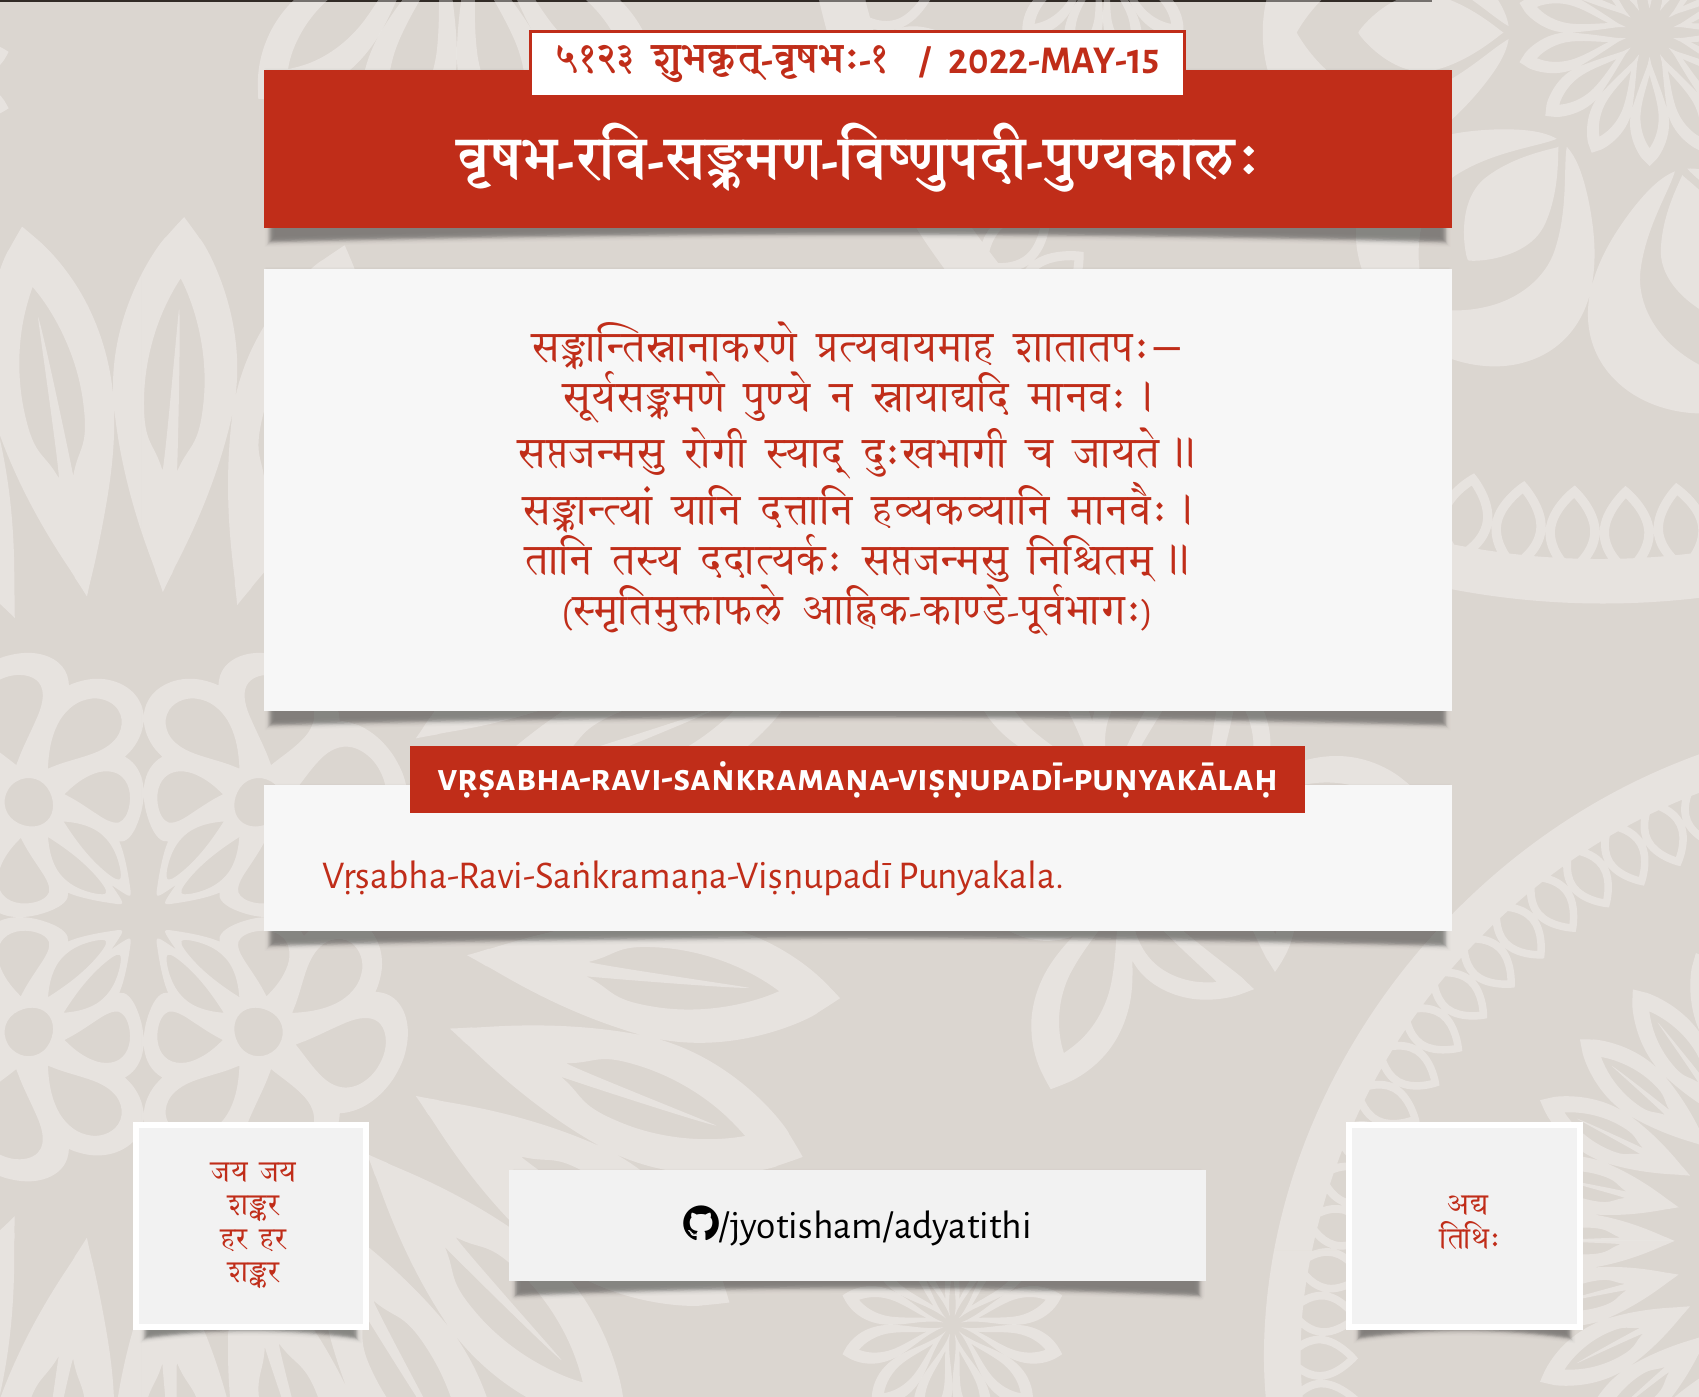 ५१२३ शुभकृत्-वृषभः-१ / 2022-MAY-15
वृषभ-रवि-सङ्क्रमण-विष्णुपदी-पुण्यकालः
सङ्क्रान्तिस्नानाकरणे प्रत्यवायमाह शातातपः—
सूर्यसङ्क्रमणे पुण्ये न स्नायाद्यदि मानवः ।
सप्तजन्मसु रोगी स्याद् दुःखभागी च जायते ॥
सङ्क्रान्त्यां यानि दत्तानि हव्यकव्यानि मानवैः ।
तानि तस्य ददात्यर्कः सप्तजन्मसु निश्चितम् ॥
(स्मृतिमुक्ताफले आह्निक-काण्डे-पूर्वभागः)
VṚṢABHA-RAVI-SAṄKRAMAṆA-VIṢṆUPADĪ-PUṆYAKĀLAḤ
Vṛṣabha-Ravi-Saṅkramaṇa-Viṣṇupadī Punyakala.
जय जय
शङ्कर
हर हर
शङ्कर
/jyotisham/adyatithi
अद्य
तिथिः